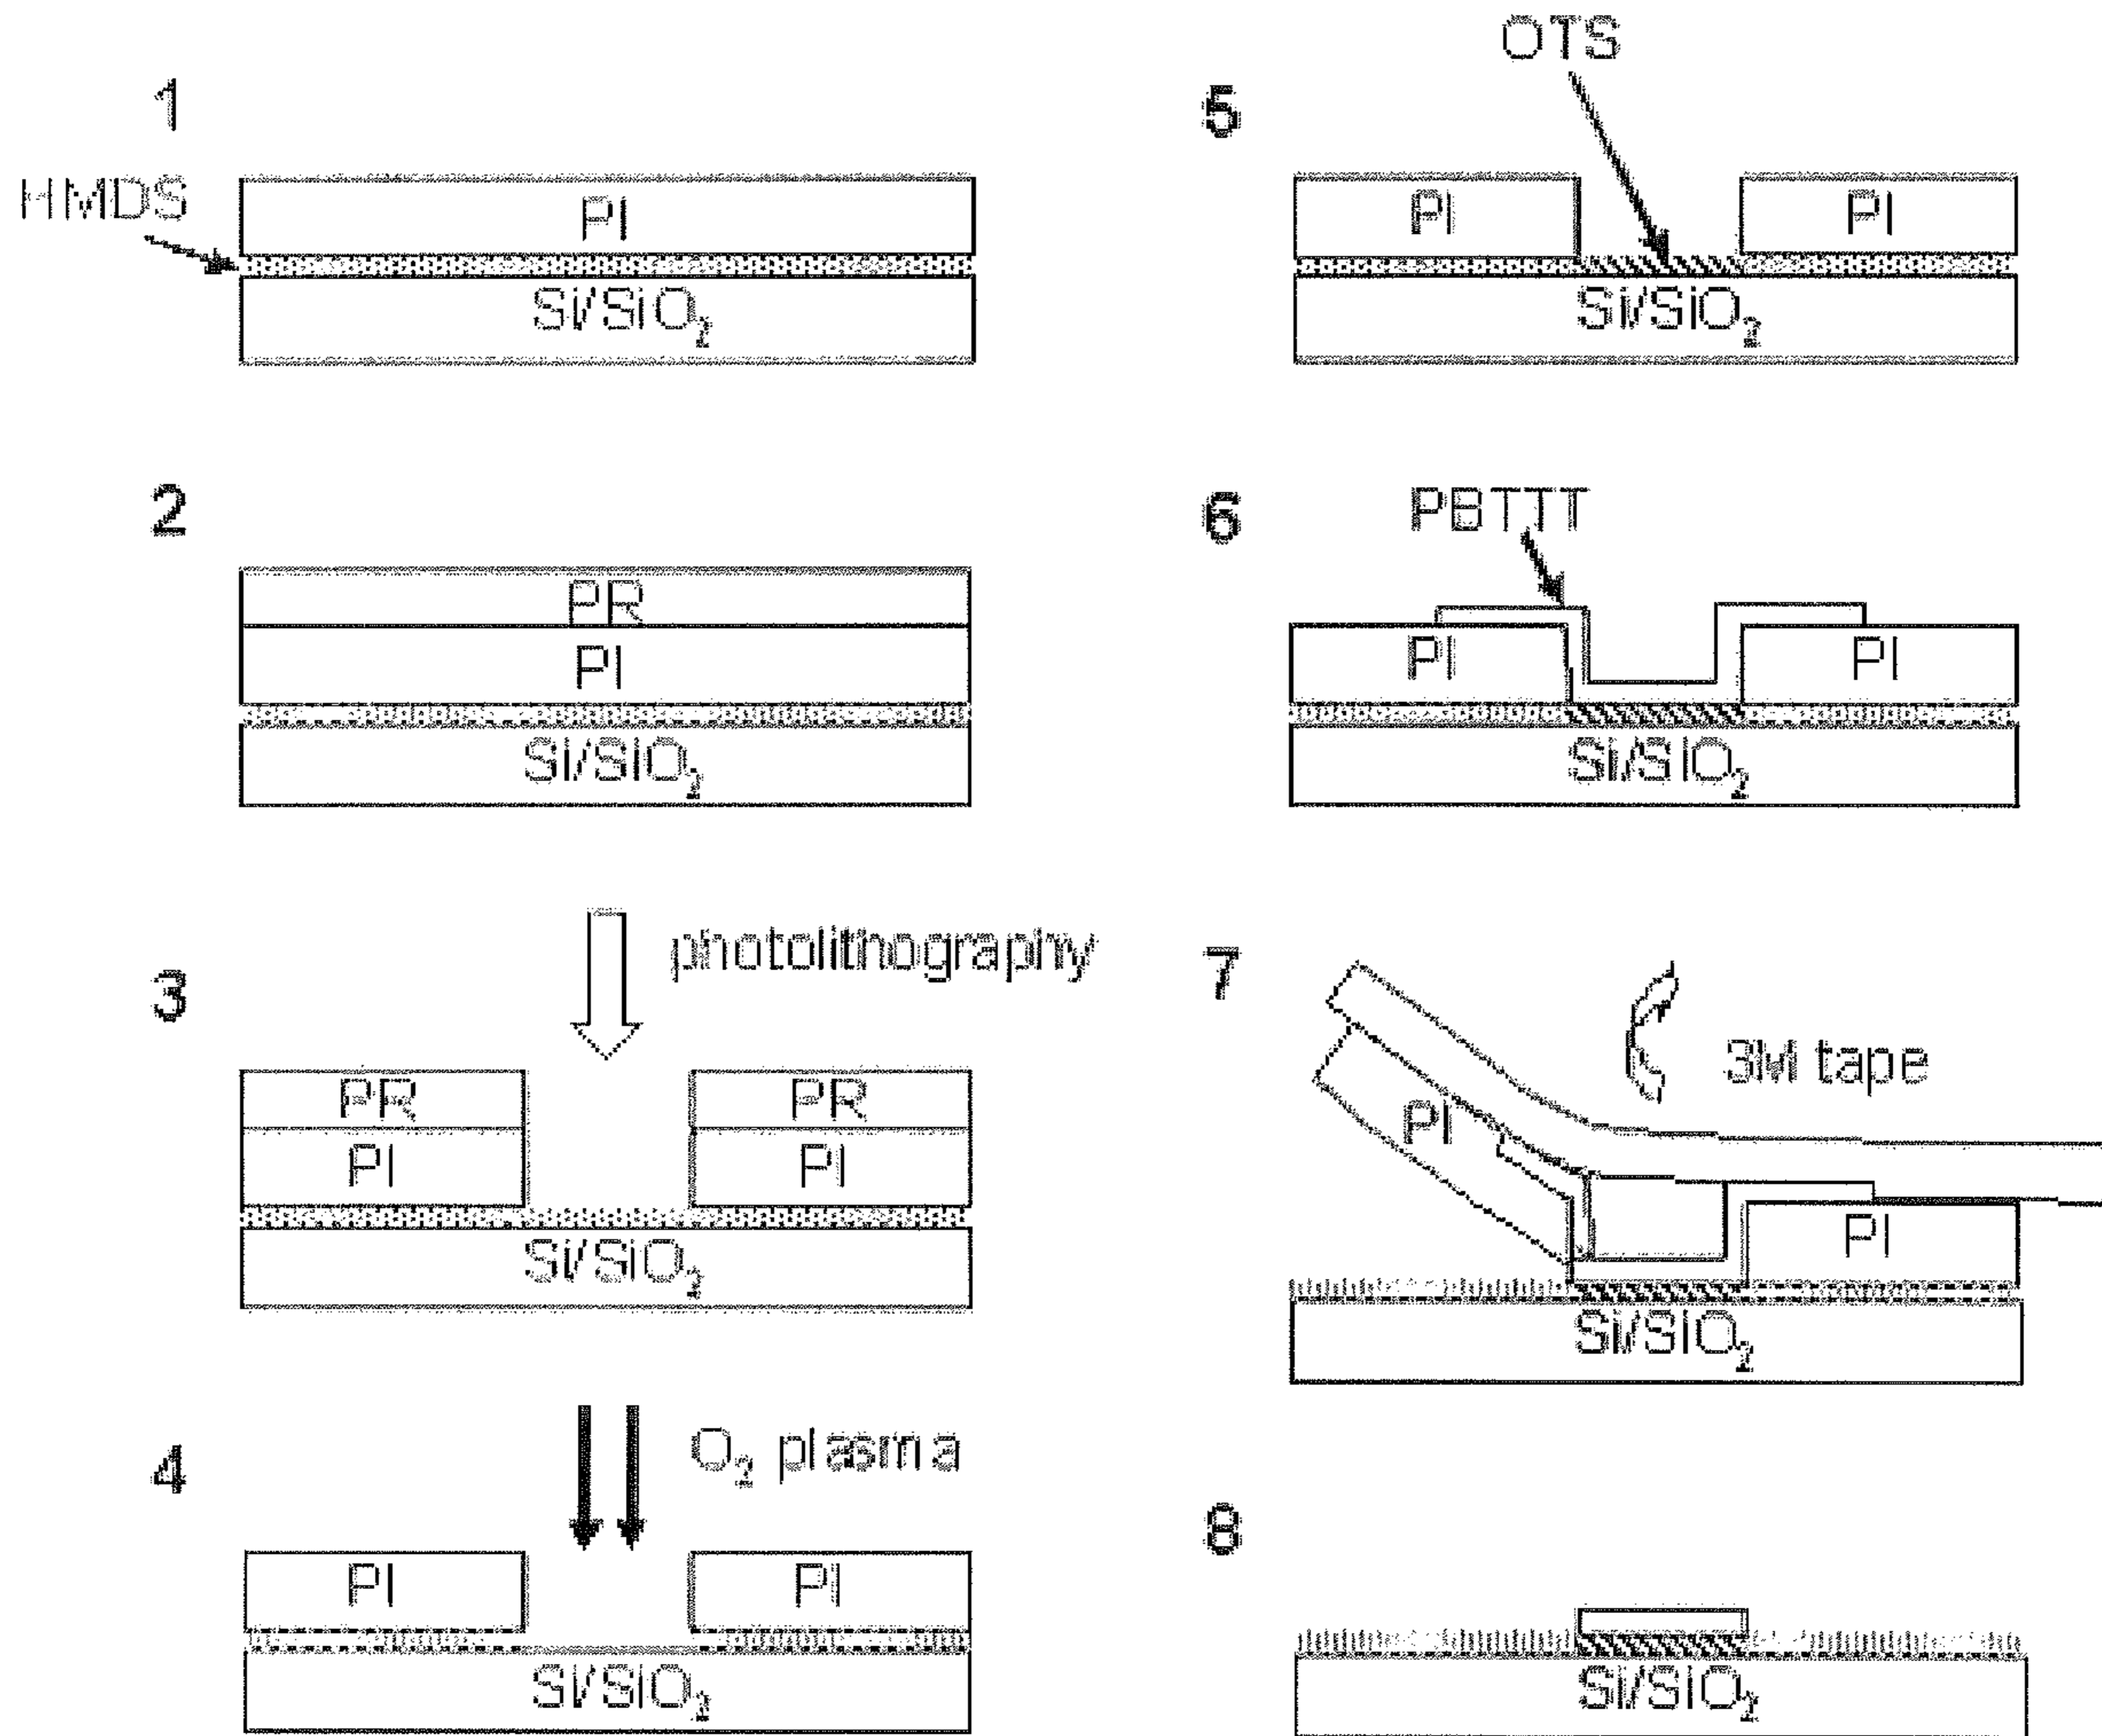 1
HMDS
PI
Si/SiO₂
2
PR
PI
Si/SiO₂
3
photolithography
PR PR
PI PI
Si/SiO₂
4
O₂ plasma
PI PI
Si/SiO₂
5
OTS
PI PI
Si/SiO₂
6
PBTTT
PI PI
Si/SiO₂
7
3M tape
PI
PI
Si/SiO₂
8
Si/SiO₂